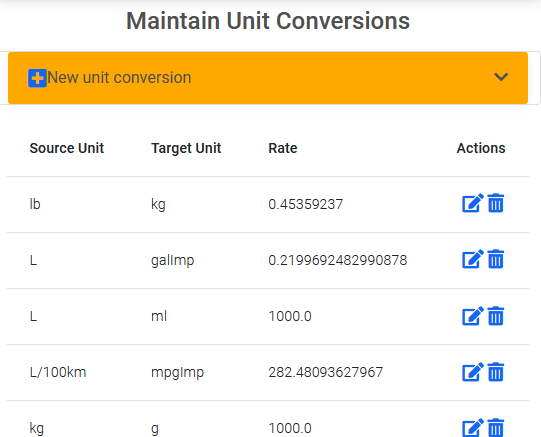 Maintain Unit Conversions
New unit conversion
Source Unit Target Unit Rate Actions
lb kg 0.45359237
L galImp 0.2199692482990878
L ml 1000.0
L/100km mpgImp 282.48093627967
kg g 1000.0